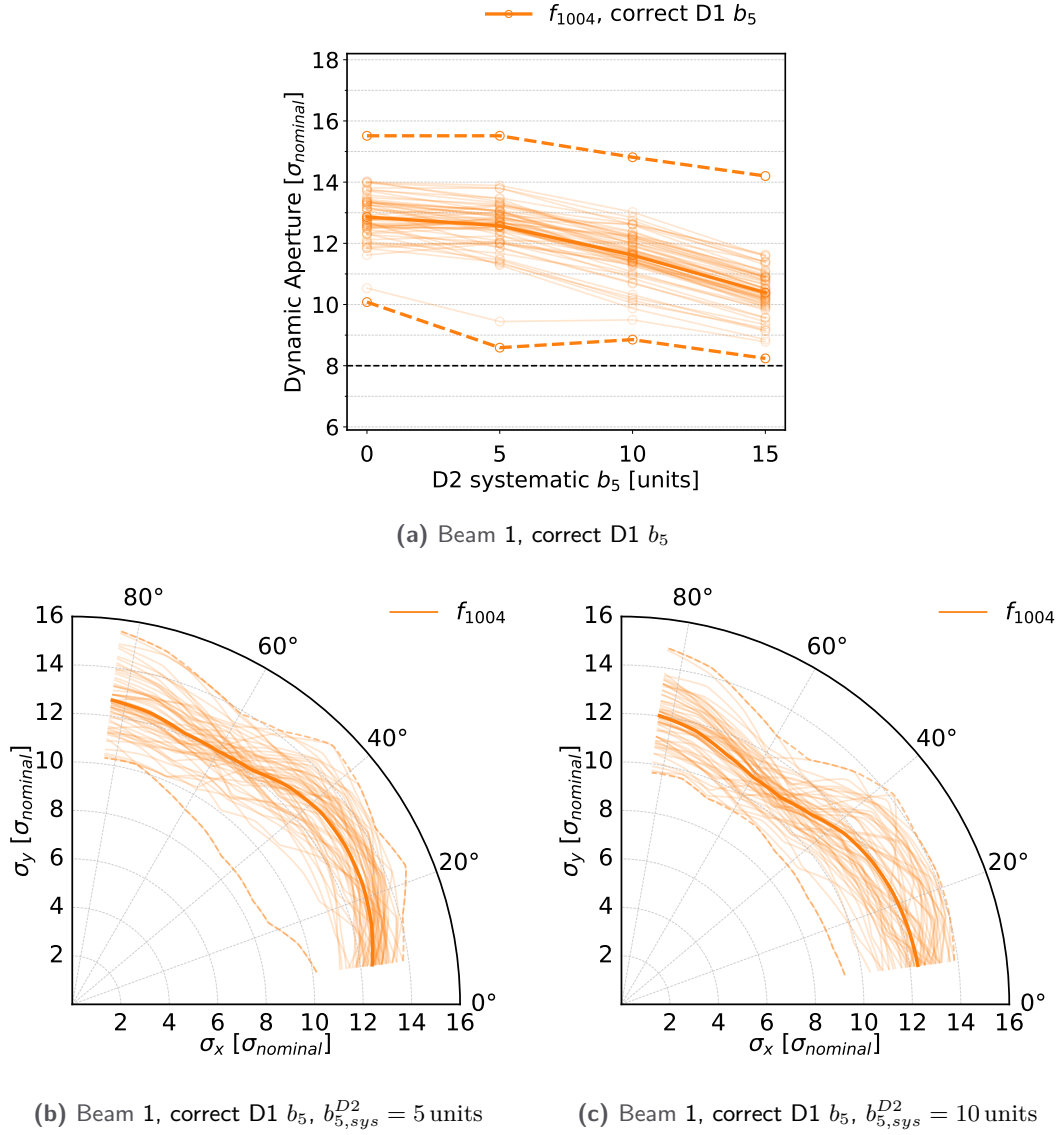 f1004, correct D1 b5
18
16
14
12
10
8
6
Dynamic Aperture [σnominal]
0 5 10 15
D2 systematic b5 [units]
(a) Beam 1, correct D1 b5
f1004
80°
60°
40°
20°
0°
16
14
12
10
8
6
4
2
σy [σnominal]
2 4 6 8 10 12 14 16
σx [σnominal]
(b) Beam 1, correct D1 b5, b5,sys^D2 = 5 units
f1004
80°
60°
40°
20°
0°
16
14
12
10
8
6
4
2
σy [σnominal]
2 4 6 8 10 12 14 16
σx [σnominal]
(c) Beam 1, correct D1 b5, b5,sys^D2 = 10 units